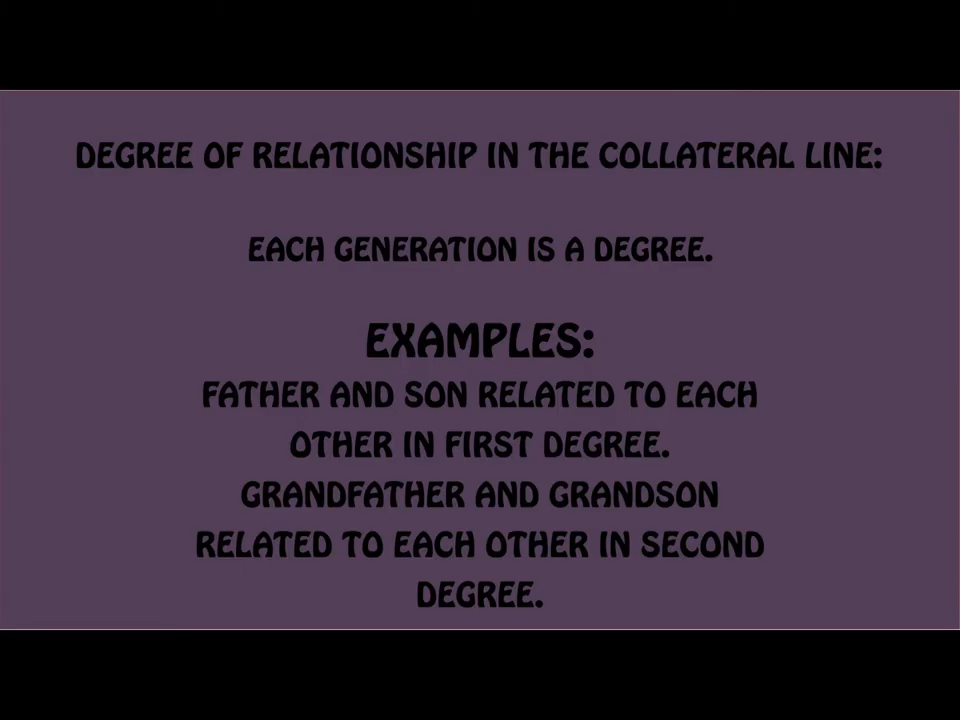 DEGREE OF RELATIONSHIP IN THE COLLATERAL LINE:
EACH GENERATION IS A DEGREE.
EXAMPLES:
FATHER AND SON RELATED TO EACH
OTHER IN FIRST DEGREE.
GRANDFATHER AND GRANDSON
RELATED TO EACH OTHER IN SECOND
DEGREE.